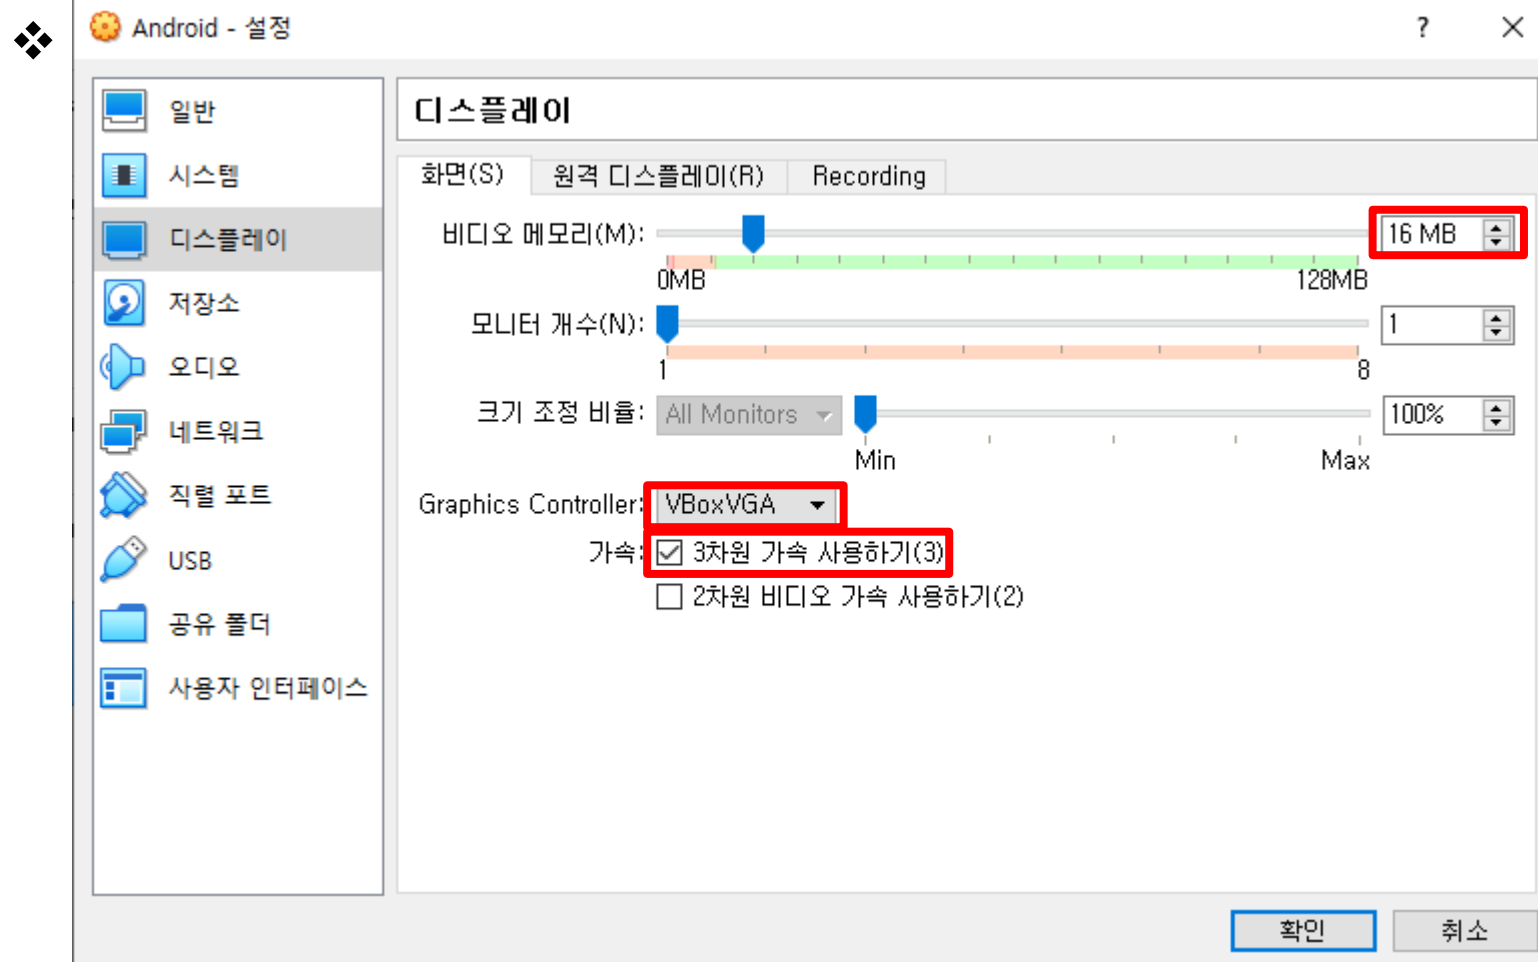 Android - 설정
?
일반
시스템
디스플레이
저장소
오디오
네트워크
직렬 포트
USB
공유 폴더
사용자 인터페이스
디스플레이
화면(S) 원격 디스플레이(R) Recording
비디오 메모리(M): 16 MB
0MB 128MB
모니터 개수(N): 1
1 8
크기 조정 비율: All Monitors 100%
Min Max
Graphics Controller: VBoxVGA
가속: 3차원 가속 사용하기(3)
2차원 비디오 가속 사용하기(2)
확인 취소